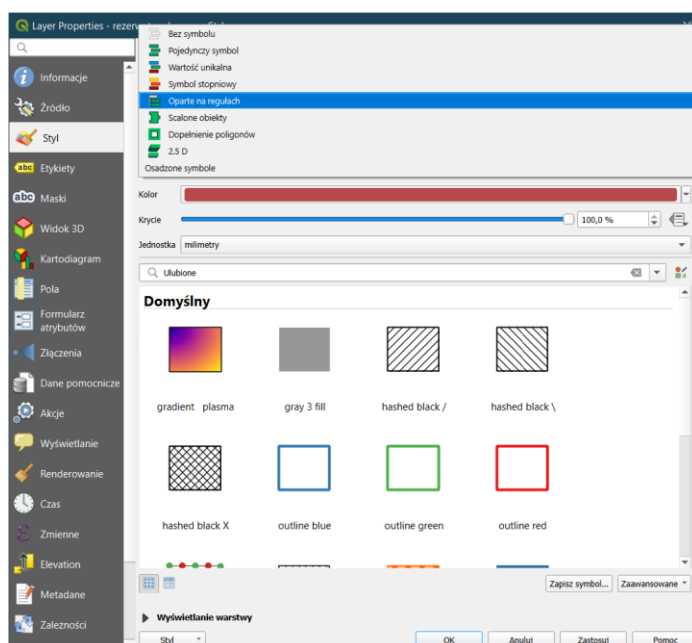 Layer Properties - rezer
Bez symbolu
Pojedynczy symbol
Wartość unikalna
Symbol stopniowy
Oparte na regułach
Scalone obiekty
Dopełnienie poligonów
2.5 D
Osadzone symbole
Informacje
Źródło
Styl
abc Etykiety
abc Maski
Widok 3D
Kartodiagram
Pola
Formularz
atrybutów
Złączenia
Dane pomocnicze
Akcje
Wyświetlanie
Renderowanie
Czas
Zmienne
Elevation
Metadane
Zależności
Kolor
Krycie
100,0 %
Jednostka milimetry
Ulubione
Domyślny
gradient plasma
gray 3 fill
hashed black /
hashed black \
hashed black X
outline blue
outline green
outline red
Zapisz symbol...
Zaawansowane
Wyświetlanie warstwy
Styl
OK
Anuluj
Zastosuj
Pomoc